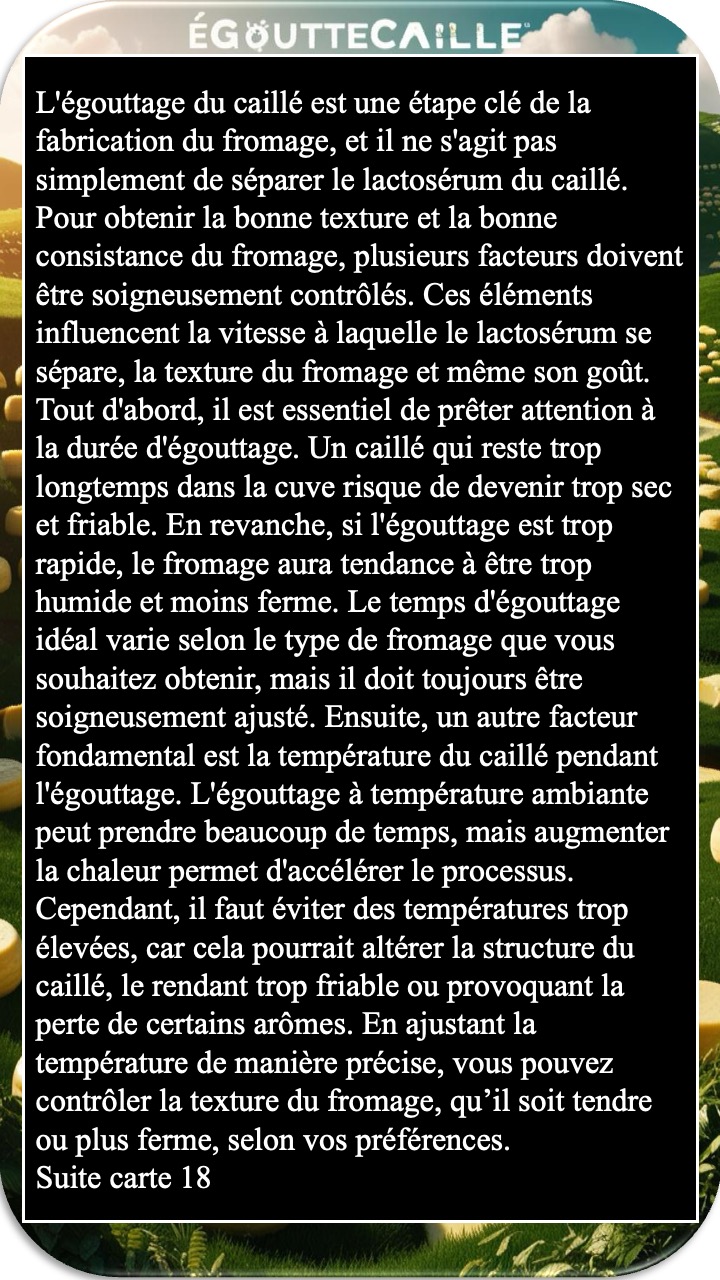 ÉGOUTTECAILLE
L'égouttage du caillé est une étape clé de la
fabrication du fromage, et il ne s'agit pas
simplement de séparer le lactosérum du caillé.
Pour obtenir la bonne texture et la bonne
consistance du fromage, plusieurs facteurs doivent
être soigneusement contrôlés. Ces éléments
influencent la vitesse à laquelle le lactosérum se
sépare, la texture du fromage et même son goût.
Tout d'abord, il est essentiel de prêter attention à
la durée d'égouttage. Un caillé qui reste trop
longtemps dans la cuve risque de devenir trop sec
et friable. En revanche, si l'égouttage est trop
rapide, le fromage aura tendance à être trop
humide et moins ferme. Le temps d'égouttage
idéal varie selon le type de fromage que vous
souhaitez obtenir, mais il doit toujours être
soigneusement ajusté. Ensuite, un autre facteur
fondamental est la température du caillé pendant
l'égouttage. L'égouttage à température ambiante
peut prendre beaucoup de temps, mais augmenter
la chaleur permet d'accélérer le processus.
Cependant, il faut éviter des températures trop
élevées, car cela pourrait altérer la structure du
caillé, le rendant trop friable ou provoquant la
perte de certains arômes. En ajustant la
température de manière précise, vous pouvez
contrôler la texture du fromage, qu’il soit tendre
ou plus ferme, selon vos préférences.
Suite carte 18